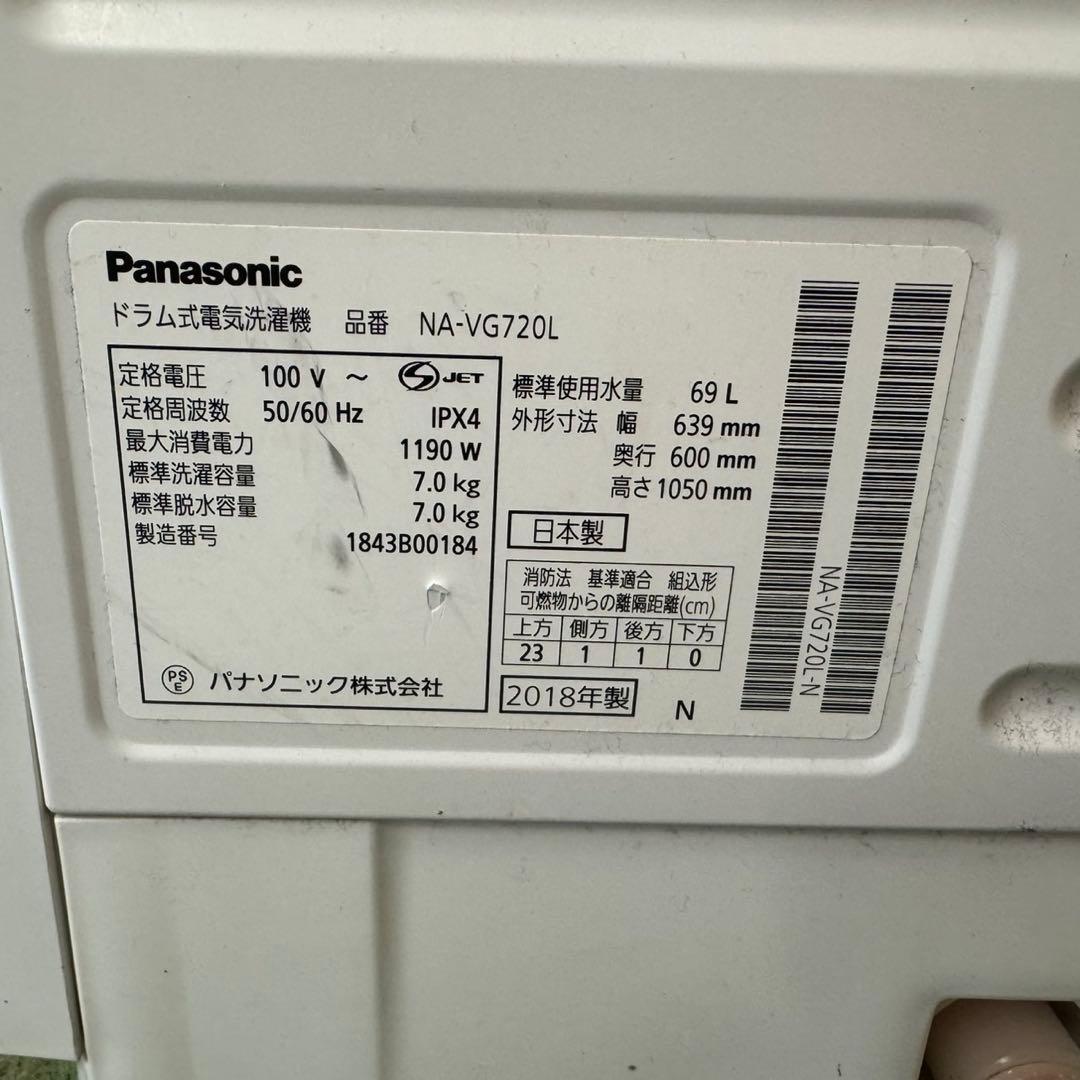 Panasonic
ドラム式電気洗濯機 品番 NA-VG720L
定格電圧 100 V ~ S JET
定格周波数 50/60 Hz IPX4
最大消費電力 1190 W
標準洗濯容量 7.0 kg
標準脱水容量 7.0 kg
製造番号 1843B00184
PS
E
パナソニック株式会社
標準使用水量 69 L
外形寸法 幅 639 mm
奥行 600 mm
高さ 1050 mm
日本製
消防法 基準適合 組込形
可燃物からの離隔距離(cm)
上方 側方 後方 下方
23 1 1 0
2018年製 N
NA-VG720L-N